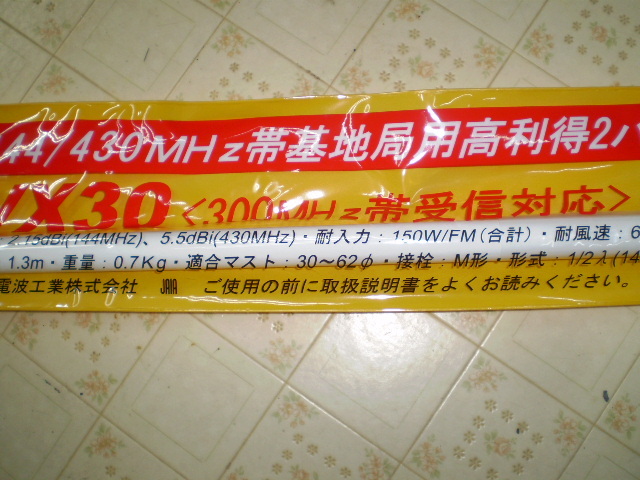 44/430MHz帯基地局用高利得2バ
X30<300MHz帯受信対応>
2.15dBi(144MHz)、5.5dBi(430MHz)・耐入力:150W/FM(合計)・耐風速:6
1.3m・重量:0.7Kg・適合マスト:30〜62φ・接栓:M形・形式:1/2λ(14
電波工業株式会社 JAIA ご使用の前に取扱説明書をよくお読みください。